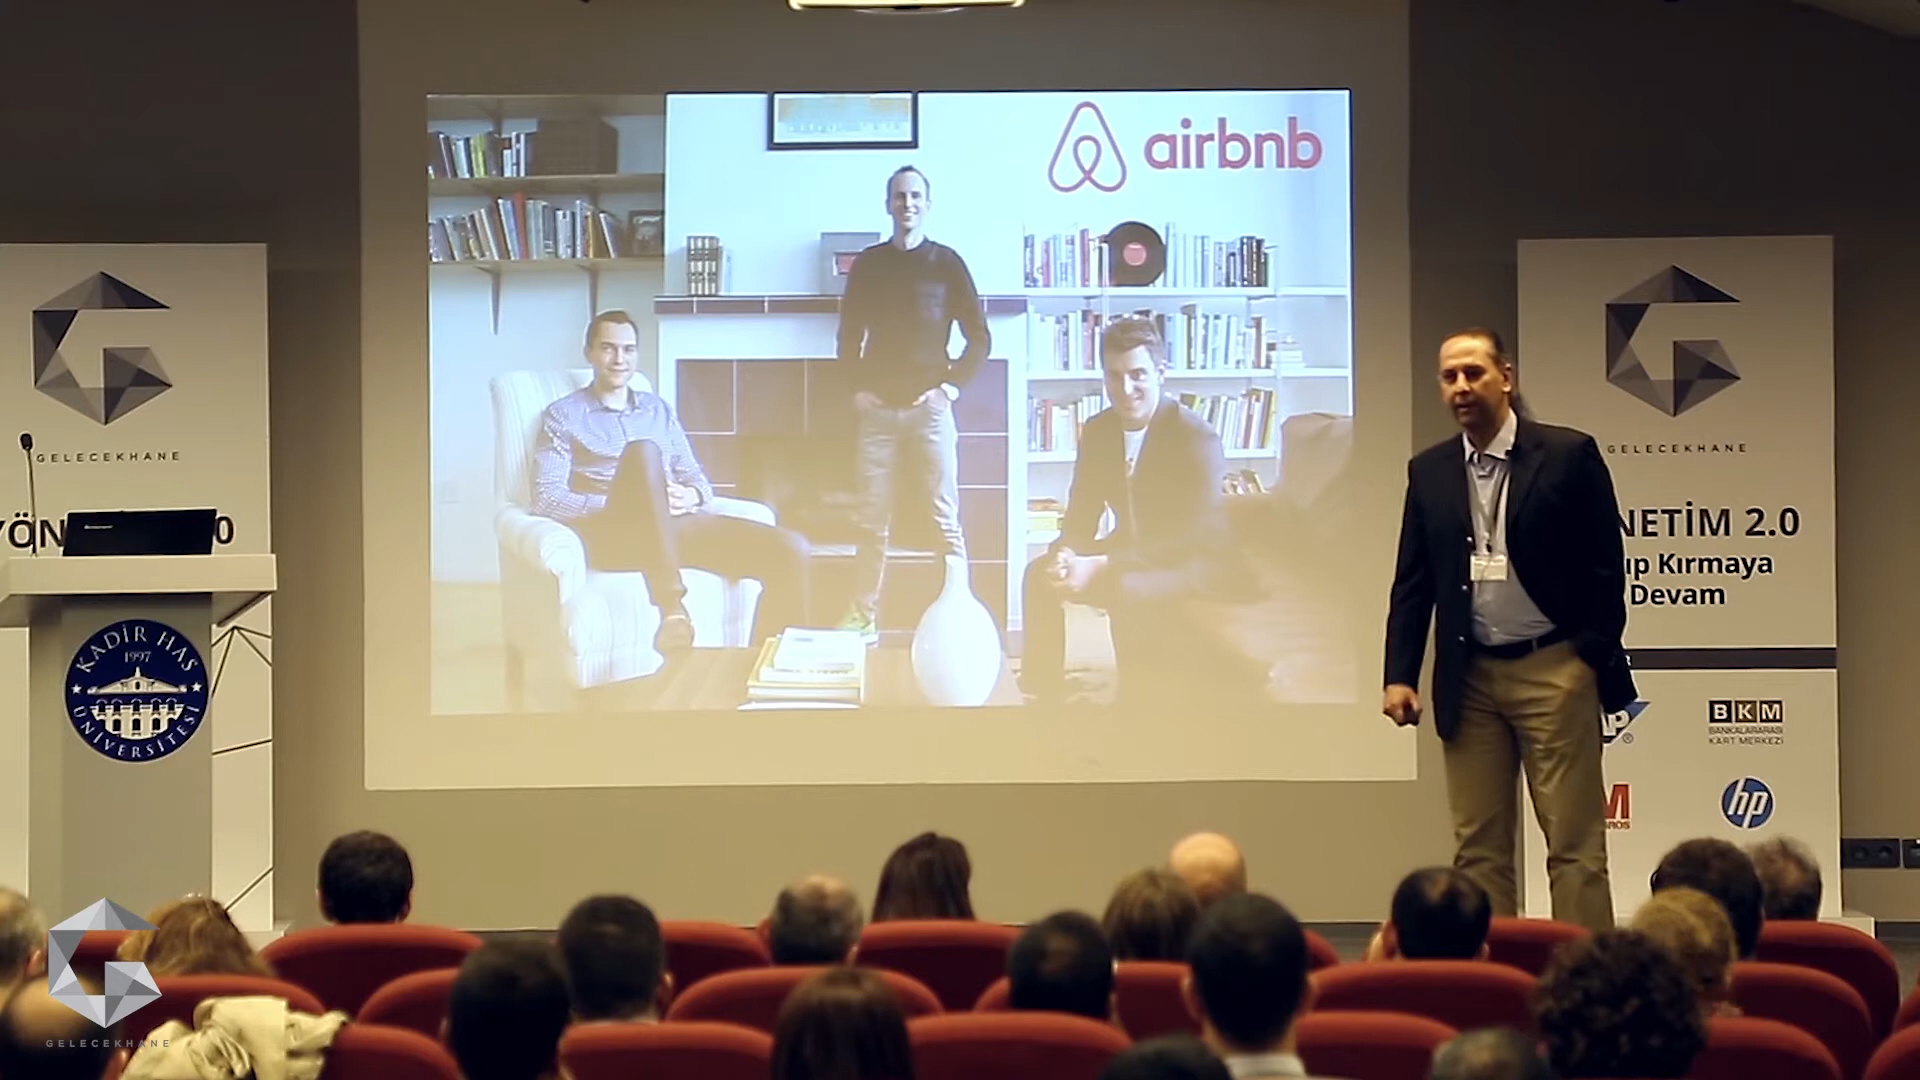 airbnb
GELECEKHANE
YÖN
.0
KADİR HAS
1997
ÜNİVERSİTESİ
GELECEKHANE
NETİM 2.0
ıp Kırmaya
Devam
BKM
BANKALARARASI
KART MERKEZİ
hp
GELECEKHANE